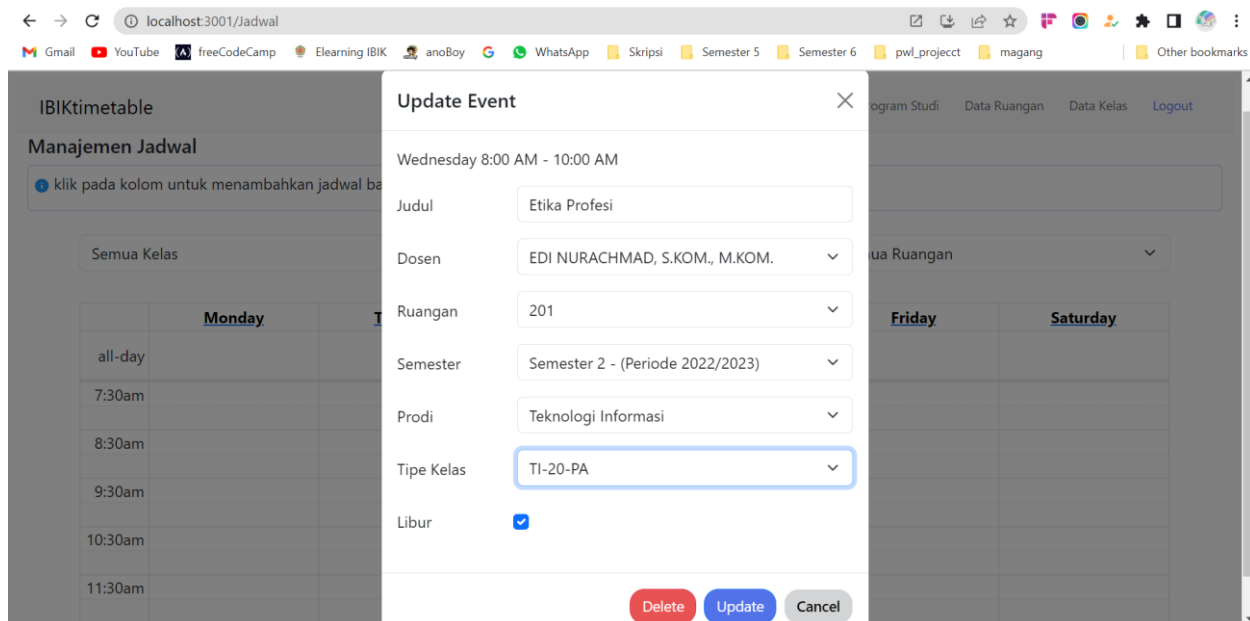 localhost:3001/Jadwal
Gmail YouTube freeCodeCamp Elearning IBIK anoBoy WhatsApp Skripsi Semester 5 Semester 6 pwl_projecct magang Other bookmarks
IBIKtimetable
Update Event
rogram Studi Data Ruangan Data Kelas Logout
Manajemen Jadwal
Wednesday 8:00 AM - 10:00 AM
klik pada kolom untuk menambahkan jadwal ba
Judul Etika Profesi
Semua Kelas
Dosen EDI NURACHMAD, S.KOM., M.KOM.
ua Ruangan
Monday T
Ruangan 201
Friday Saturday
all-day
Semester Semester 2 - (Periode 2022/2023)
7:30am
Prodi Teknologi Informasi
8:30am
Tipe Kelas TI-20-PA
9:30am
Libur
10:30am
11:30am
Delete Update Cancel